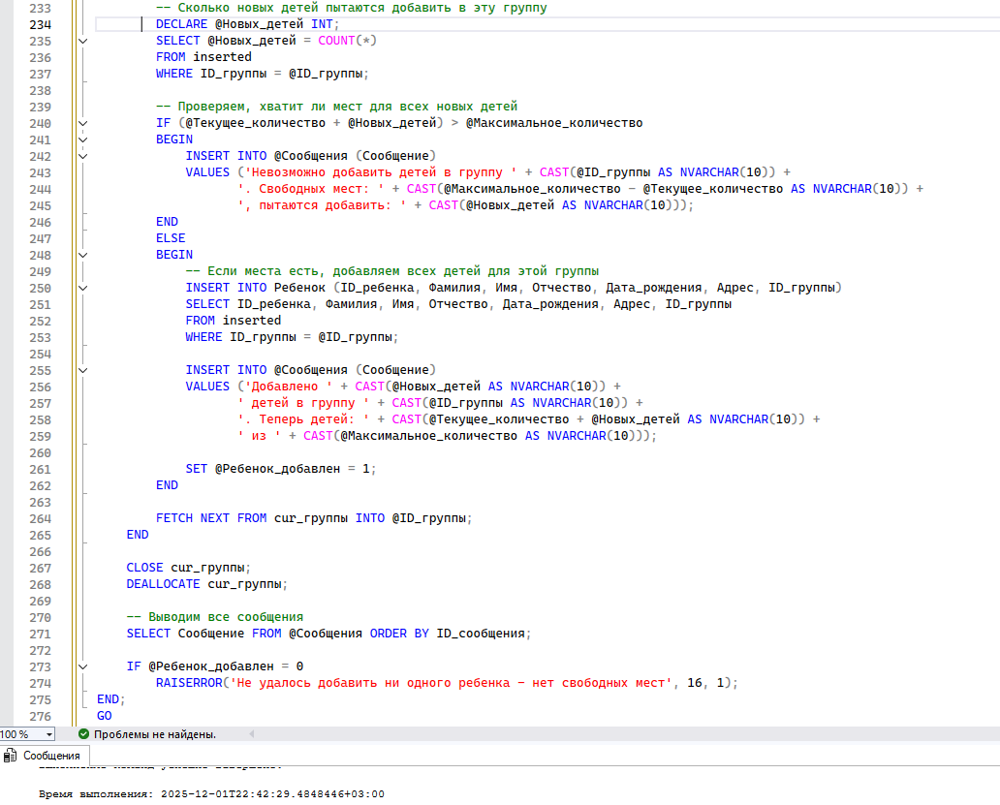 233 -- Сколько новых детей пытаются добавить в эту группу
234 DECLARE @Новых_детей INT;
235 SELECT @Новых_детей = COUNT(*)
236 FROM inserted
237 WHERE ID_группы = @ID_группы;
238
239 -- Проверяем, хватит ли мест для всех новых детей
240 IF (@Текущее_количество + @Новых_детей) > @Максимальное_количество
241 BEGIN
242 INSERT INTO @Сообщения (Сообщение)
243 VALUES ('Невозможно добавить детей в группу ' + CAST(@ID_группы AS NVARCHAR(10)) +
244 '. Свободных мест: ' + CAST(@Максимальное_количество - @Текущее_количество AS NVARCHAR(10)) +
245 ', пытаются добавить: ' + CAST(@Новых_детей AS NVARCHAR(10)));
246 END
247 ELSE
248 BEGIN
249 -- Если места есть, добавляем всех детей для этой группы
250 INSERT INTO Ребенок (ID_ребенка, Фамилия, Имя, Отчество, Дата_рождения, Адрес, ID_группы)
251 SELECT ID_ребенка, Фамилия, Имя, Отчество, Дата_рождения, Адрес, ID_группы
252 FROM inserted
253 WHERE ID_группы = @ID_группы;
254
255 INSERT INTO @Сообщения (Сообщение)
256 VALUES ('Добавлено ' + CAST(@Новых_детей AS NVARCHAR(10)) +
257 ' детей в группу ' + CAST(@ID_группы AS NVARCHAR(10)) +
258 '. Теперь детей: ' + CAST(@Текущее_количество + @Новых_детей AS NVARCHAR(10)) +
259 ' из ' + CAST(@Максимальное_количество AS NVARCHAR(10)));
260
261 SET @Ребенок_добавлен = 1;
262 END
263
264 FETCH NEXT FROM cur_группы INTO @ID_группы;
265 END
266
267 CLOSE cur_группы;
268 DEALLOCATE cur_группы;
269
270 -- Выводим все сообщения
271 SELECT Сообщение FROM @Сообщения ORDER BY ID_сообщения;
272
273 IF @Ребенок_добавлен = 0
274 RAISERROR('Не удалось добавить ни одного ребенка - нет свободных мест', 16, 1);
275 END;
276 GO
100 % Проблемы не найдены.
Сообщения
Время выполнения: 2025-12-01T22:42:29.4848446+03:00